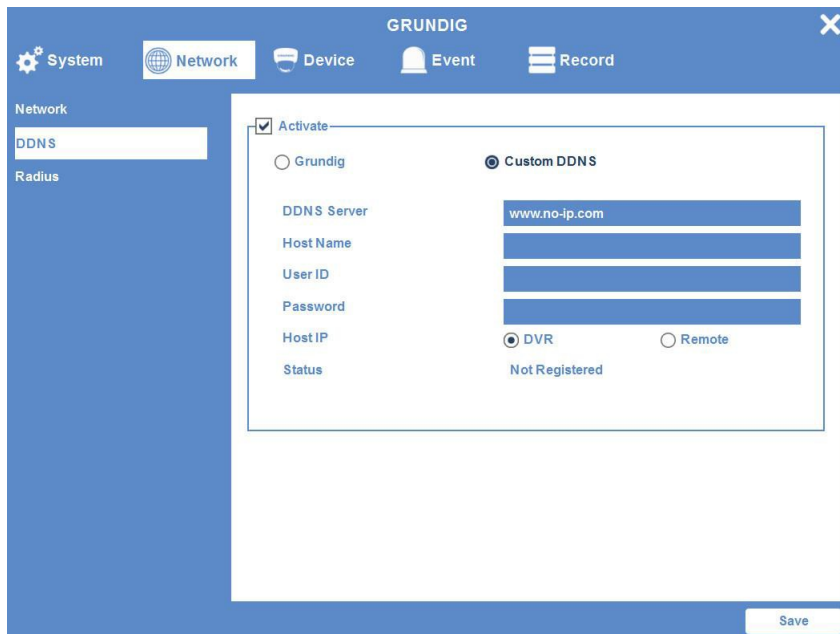 GRUNDIG
System Network Device Event Record
Network
DDNS
Radius
Activate
Grundig Custom DDNS
DDNS Server www.no-ip.com
Host Name
User ID
Password
Host IP DVR Remote
Status Not Registered
Save